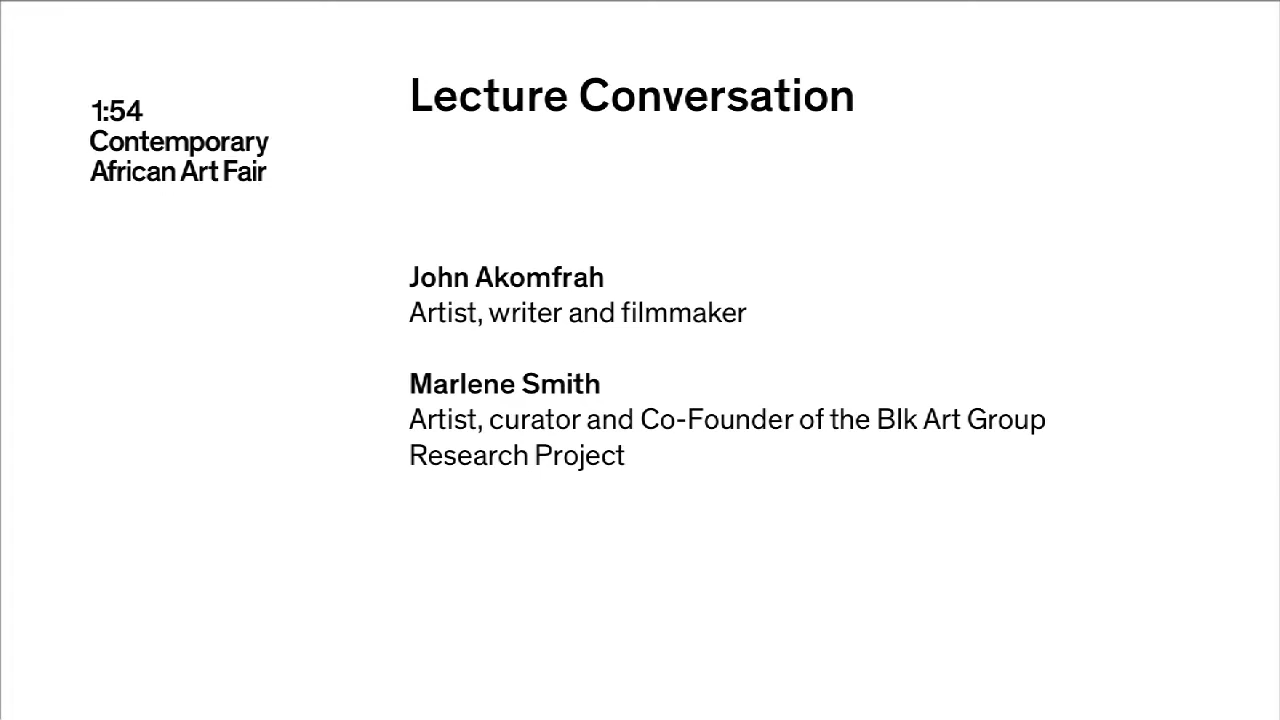 1:54
Contemporary
African Art Fair
Lecture Conversation
John Akomfrah
Artist, writer and filmmaker
Marlene Smith
Artist, curator and Co-Founder of the Blk Art Group
Research Project